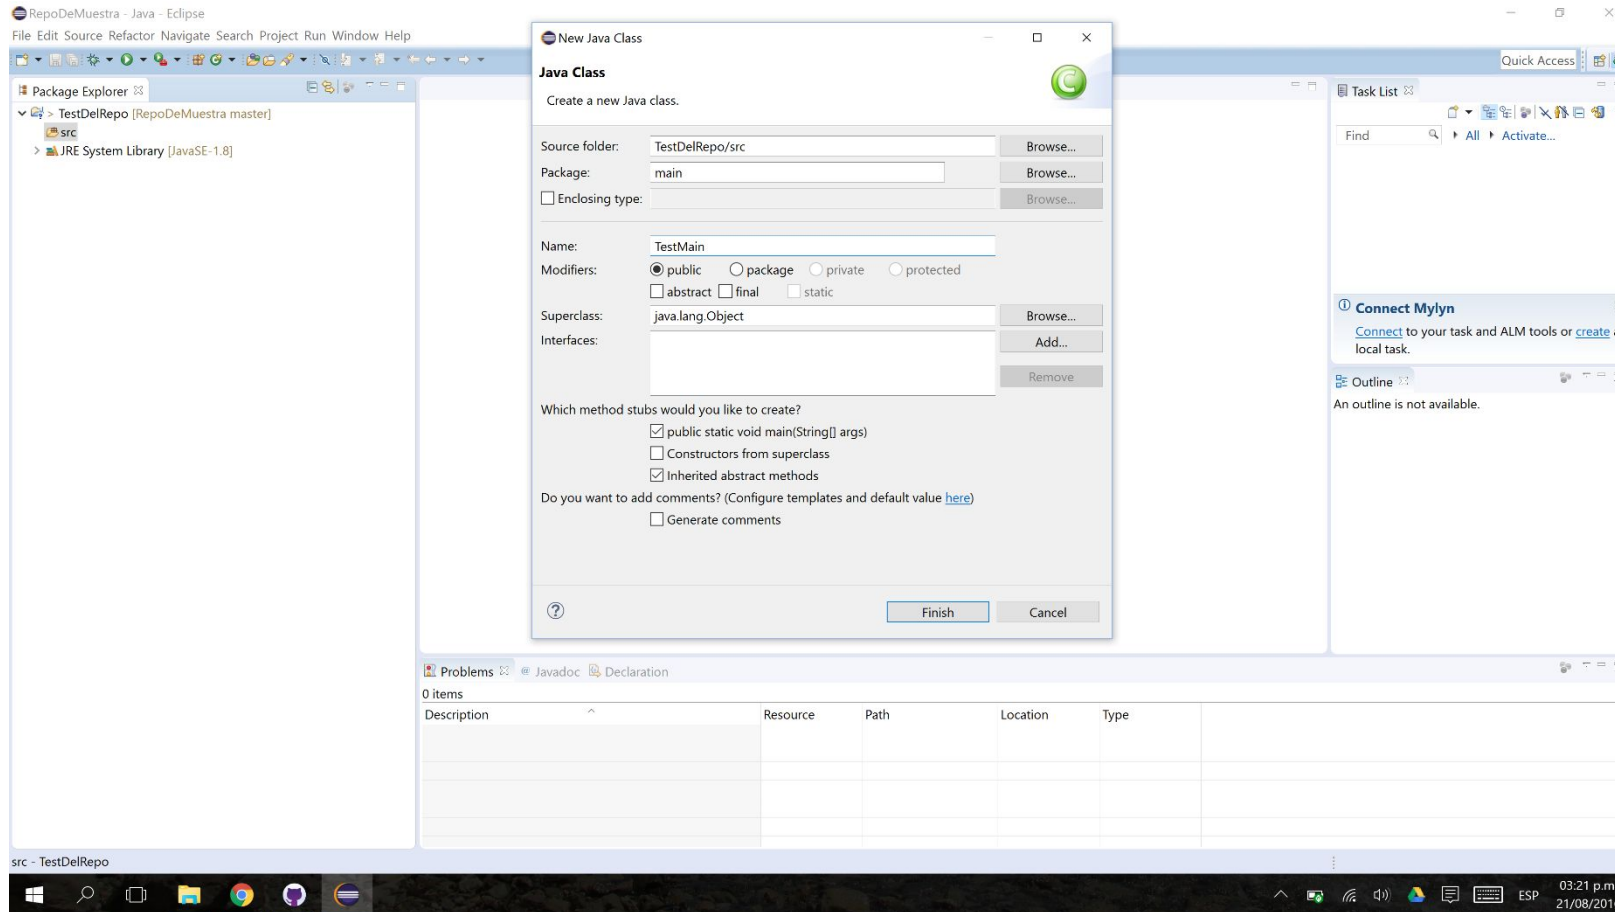 RepoDeMuestra - Java - Eclipse
File Edit Source Refactor Navigate Search Project Run Window Help
Quick Access
Package Explorer
> TestDelRepo [RepoDeMuestra master]
src
JRE System Library [JavaSE-1.8]
New Java Class
Java Class
Create a new Java class.
Source folder: TestDelRepo/src Browse...
Package: main Browse...
Enclosing type: Browse...
Name: TestMain
Modifiers: public package private protected
abstract final static
Superclass: java.lang.Object Browse...
Interfaces: Add...
Remove
Which method stubs would you like to create?
public static void main(String[] args)
Constructors from superclass
Inherited abstract methods
Do you want to add comments? (Configure templates and default value here)
Generate comments
Finish Cancel
Task List
Find All Activate...
Connect Mylyn
Connect to your task and ALM tools or create
local task.
Outline
An outline is not available.
Problems @ Javadoc Declaration
0 items
Description Resource Path Location Type
src - TestDelRepo
ESP
03:21 p.m
21/08/201